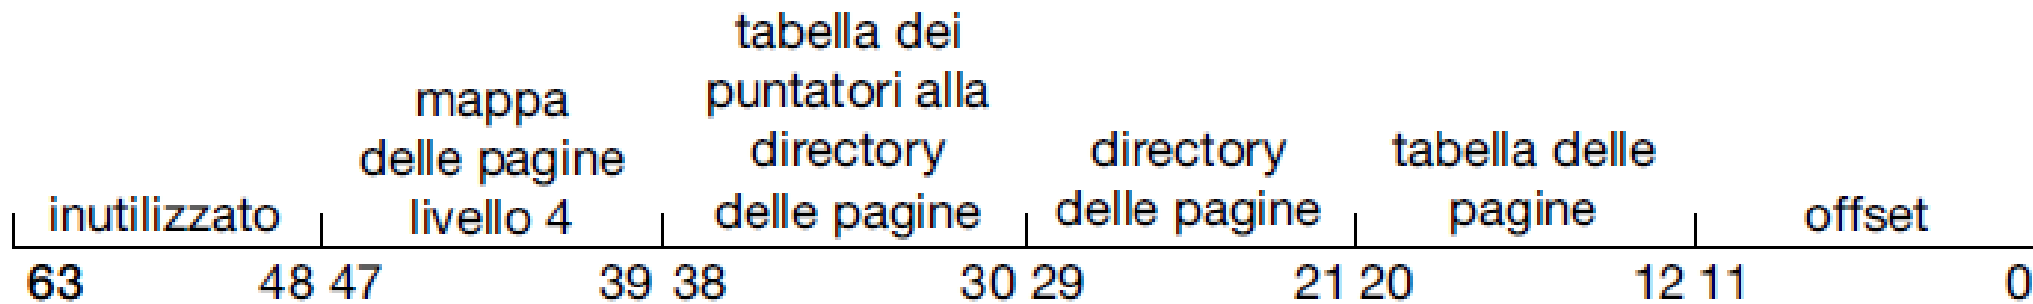 inutilizzato
mappa
delle pagine
livello 4
tabella dei
puntatori alla
directory
delle pagine
directory
delle pagine
tabella delle
pagine
offset
63 48 47 39 38 30 29 21 20 12 11 0